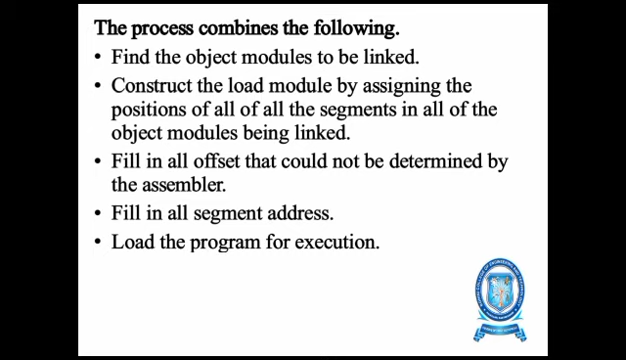 The process combines the following.
• Find the object modules to be linked.
• Construct the load module by assigning the
positions of all of all the segments in all of the
object modules being linked.
• Fill in all offset that could not be determined by
the assembler.
• Fill in all segment address.
• Load the program for execution.